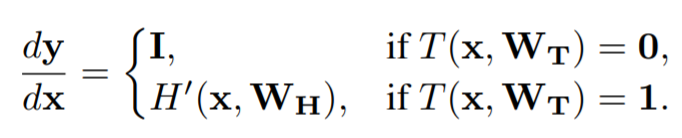 dy/dx = { I, if T(x, W_T) = 0,
H′(x, W_H), if T(x, W_T) = 1.